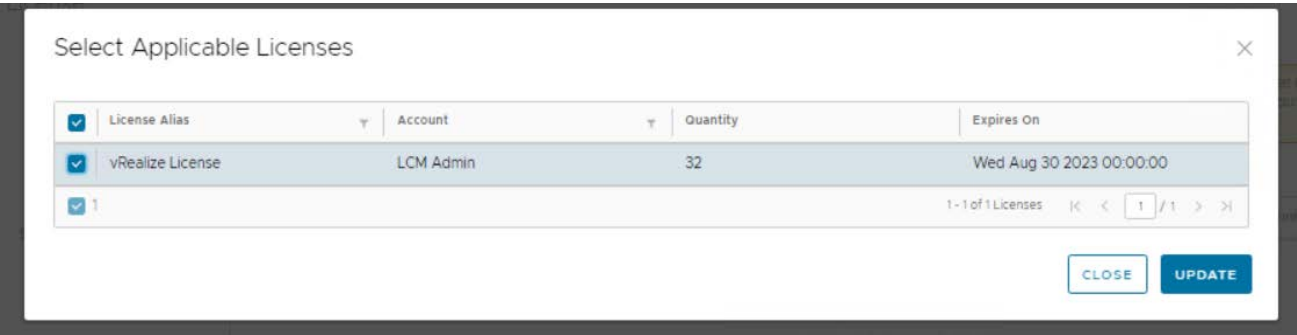 Select Applicable Licenses
License Alias Account Quantity Expires On
vRealize License LCM Admin 32 Wed Aug 30 2023 00:00:00
1 1 - 1 of 1 Licenses 1 / 1
CLOSE UPDATE